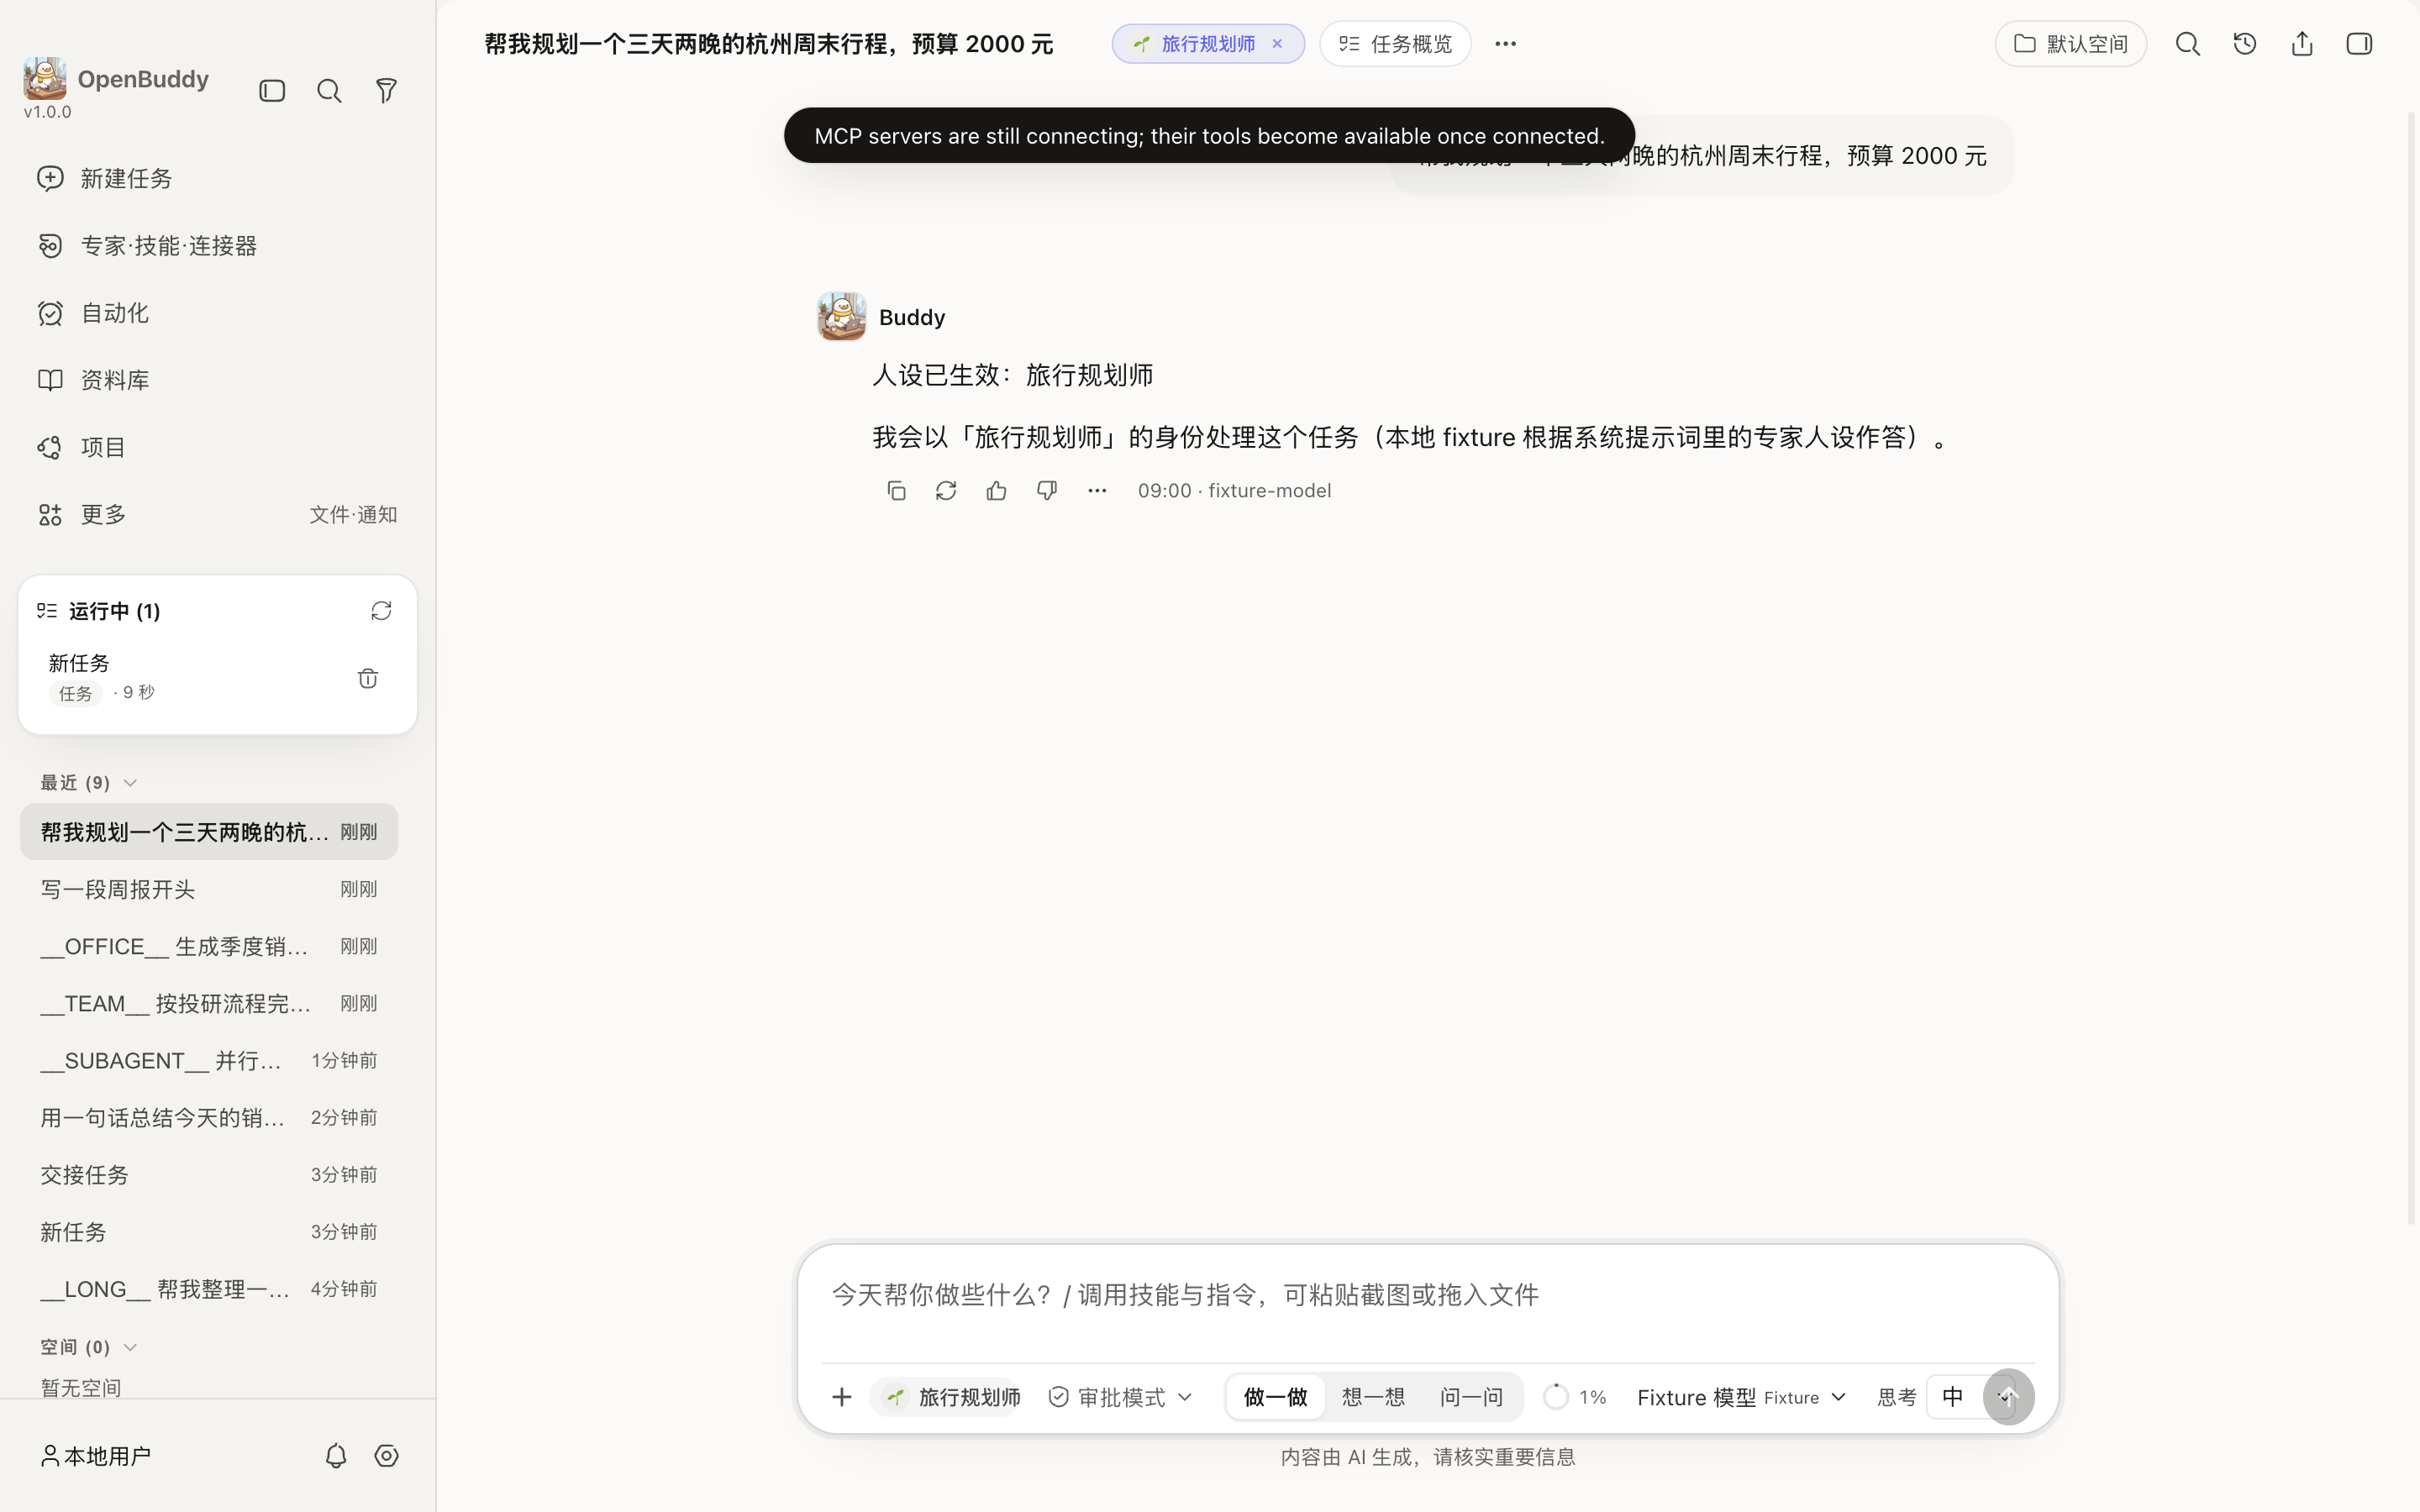 OpenBuddy
v1.0.0
新建任务
专家·技能·连接器
自动化
资料库
项目
更多
文件·通知
运行中 (1)
新任务
任务 · 9 秒
最近 (9)
帮我规划一个三天两晚的杭… 刚刚
写一段周报开头 刚刚
__OFFICE__ 生成季度销… 刚刚
__TEAM__ 按投研流程完… 刚刚
__SUBAGENT__ 并行… 1分钟前
用一句话总结今天的销… 2分钟前
交接任务 3分钟前
新任务 3分钟前
__LONG__ 帮我整理一… 4分钟前
空间 (0)
暂无空间
本地用户
帮我规划一个三天两晚的杭州周末行程，预算 2000 元
旅行规划师 ×
任务概览
默认空间
MCP servers are still connecting; their tools become available once connected.
晚的杭州周末行程，预算 2000 元
Buddy
人设已生效：旅行规划师
我会以「旅行规划师」的身份处理这个任务（本地 fixture 根据系统提示词里的专家人设作答）。
09:00 · fixture-model
今天帮你做些什么？/ 调用技能与指令，可粘贴截图或拖入文件
旅行规划师
审批模式
做一做
想一想
问一问
1%
Fixture 模型 Fixture
思考
中
内容由 AI 生成，请核实重要信息